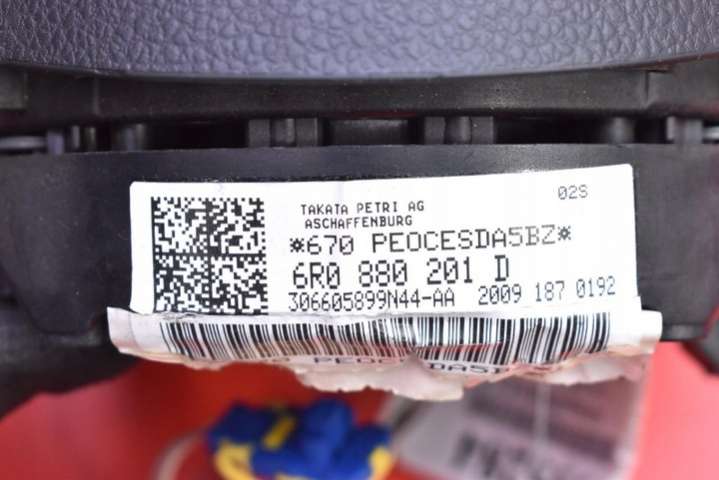 TAKATA PETRI AG
02S
ASCHAFFENBURG
*670 PEOCESDA5BZ*
6R0 880 201 D
306605899N44-AA 2009 187 0192